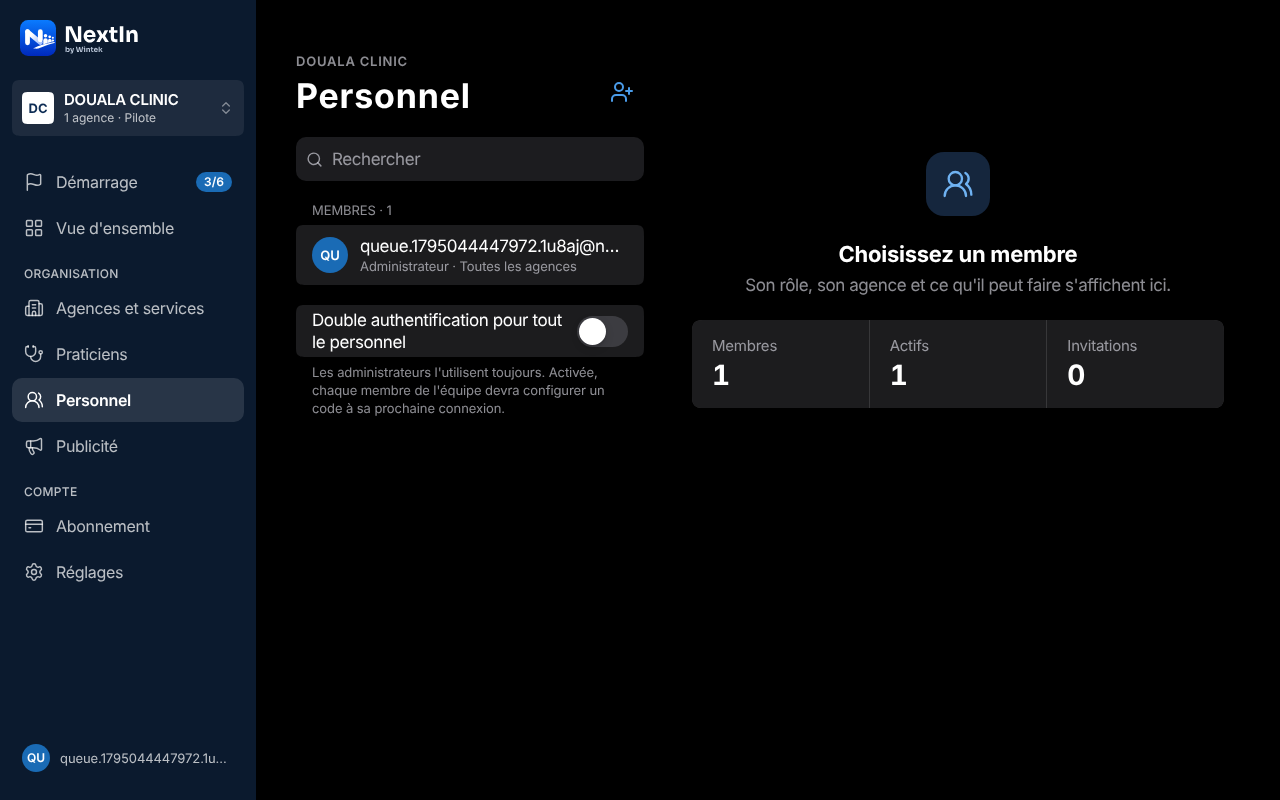 NextIn
by Wintek
DC
DOUALA CLINIC
1 agence · Pilote
Démarrage
3/6
Vue d'ensemble
ORGANISATION
Agences et services
Praticiens
Personnel
Publicité
COMPTE
Abonnement
Réglages
QU
queue.1795044447972.1u...
DOUALA CLINIC
Personnel
Rechercher
MEMBRES · 1
QU
queue.1795044447972.1u8aj@n...
Administrateur · Toutes les agences
Double authentification pour tout
le personnel
Les administrateurs l'utilisent toujours. Activée,
chaque membre de l'équipe devra configurer un
code à sa prochaine connexion.
Choisissez un membre
Son rôle, son agence et ce qu'il peut faire s'affichent ici.
Membres
1
Actifs
1
Invitations
0